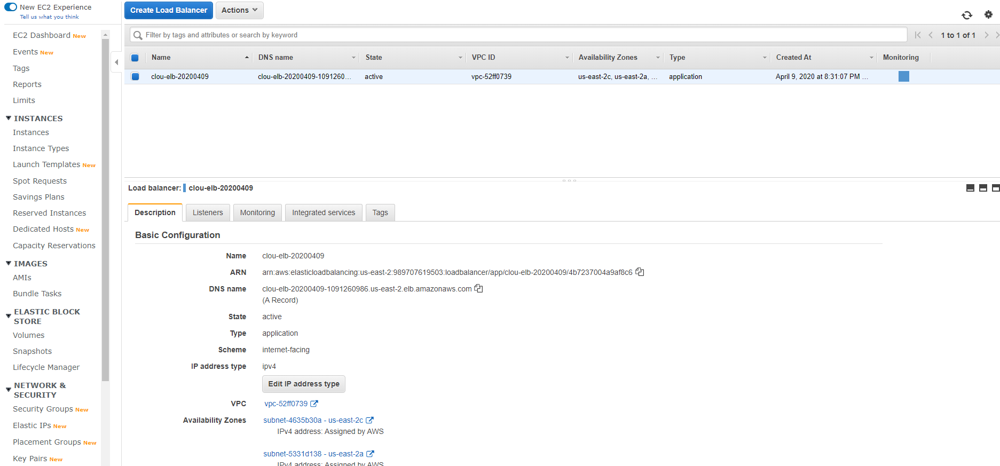 New EC2 Experience
Tell us what you think
EC2 Dashboard New
Events New
Tags
Reports
Limits
INSTANCES
Instances
Instance Types
Launch Templates New
Spot Requests
Savings Plans
Reserved Instances
Dedicated Hosts New
Capacity Reservations
IMAGES
AMIs
Bundle Tasks
ELASTIC BLOCK
STORE
Volumes
Snapshots
Lifecycle Manager
NETWORK &
SECURITY
Security Groups New
Elastic IPs New
Placement Groups New
Key Pairs New
Create Load Balancer Actions
Filter by tags and attributes or search by keyword 1 to 1 of 1
Name DNS name State VPC ID Availability Zones Type Created At Monitoring
clou-elb-20200409 clou-elb-20200409-1091260... active vpc-52ff0739 us-east-2c, us-east-2a, ... application April 9, 2020 at 8:31:07 PM ...
Load balancer: clou-elb-20200409
Description Listeners Monitoring Integrated services Tags
Basic Configuration
Name clou-elb-20200409
ARN arn:aws:elasticloadbalancing:us-east-2:989707619503:loadbalancer/app/clou-elb-20200409/4b7237004a9af8c6
DNS name clou-elb-20200409-1091260986.us-east-2.elb.amazonaws.com
(A Record)
State active
Type application
Scheme internet-facing
IP address type ipv4
Edit IP address type
VPC vpc-52ff0739
Availability Zones subnet-4635b30a - us-east-2c
IPv4 address: Assigned by AWS
subnet-5331d138 - us-east-2a
IPv4 address: Assigned by AWS